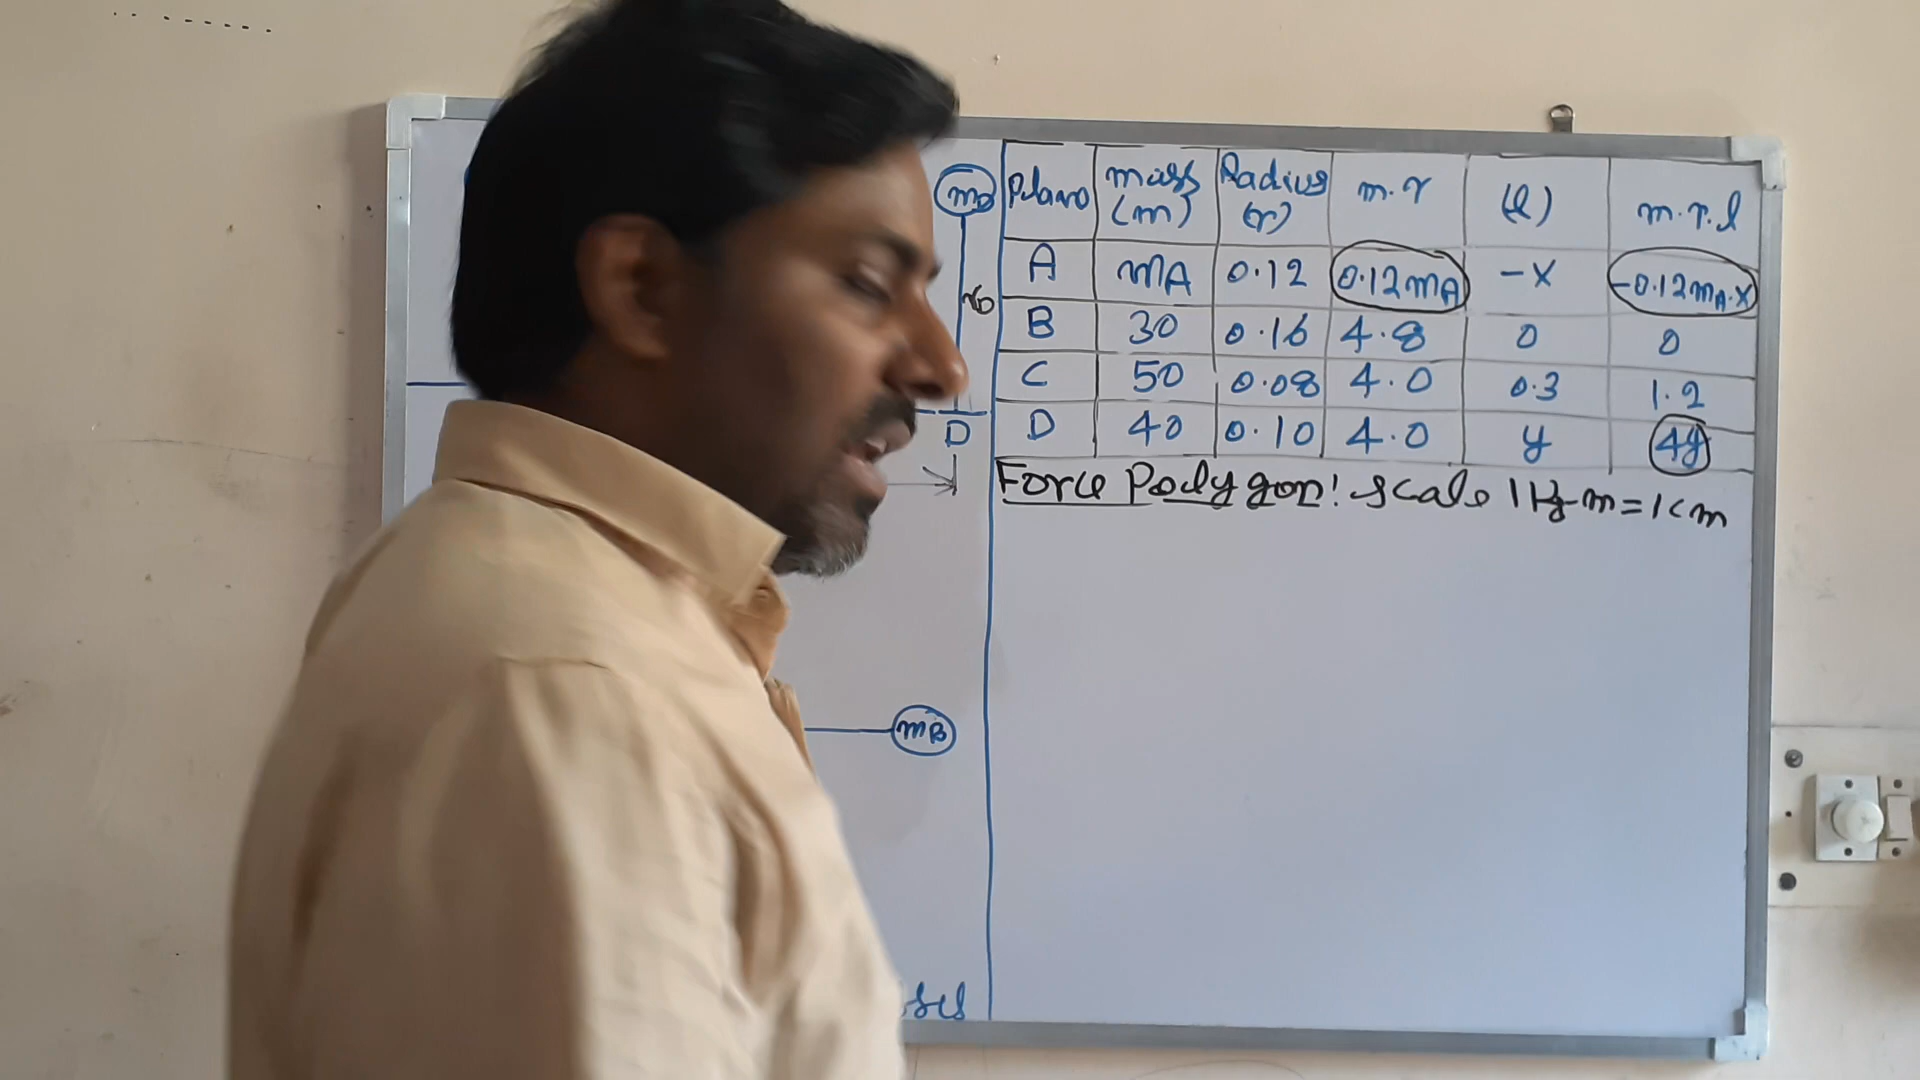 mD
Plane mass (m) Radius (r) m.r (l) m.r.l
A mA 0.12 0.12mA -x -0.12mA.x
B 30 0.16 4.8 0 0
C 50 0.08 4.0 0.3 1.2
D 40 0.10 4.0 y 4y
D
Force Polygon: scale 1kg-m=1cm
mB